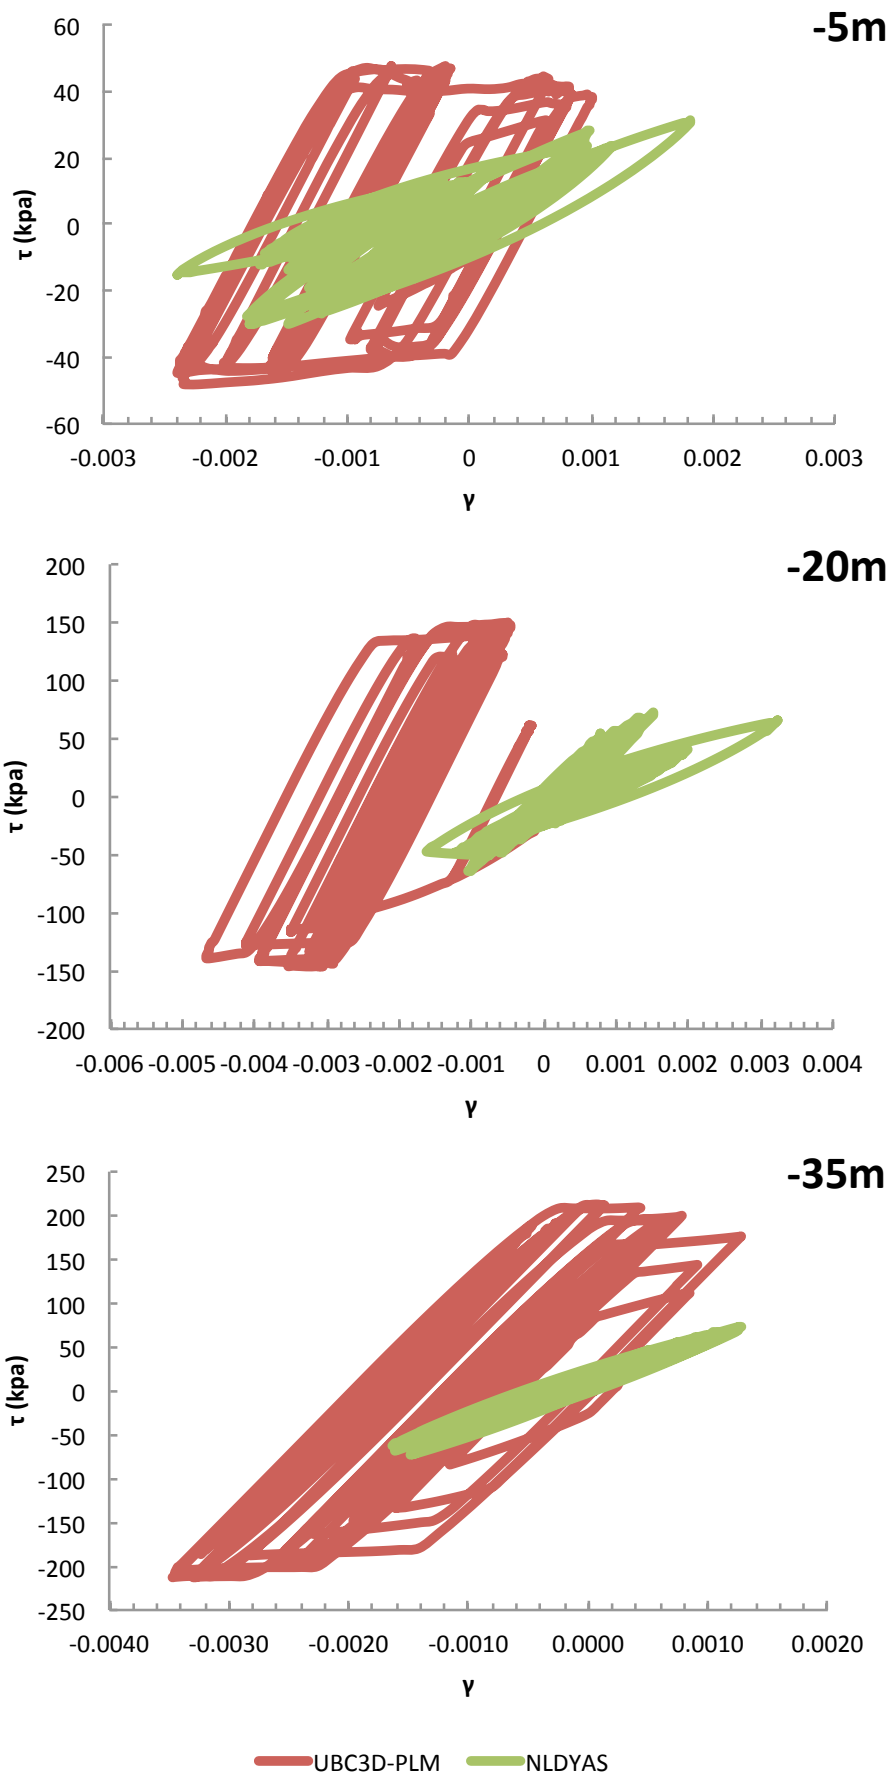 -5m
60
40
20
0
-20
-40
-60
τ (kpa)
-0.003 -0.002 -0.001 0 0.001 0.002 0.003
γ
-20m
200
150
100
50
0
-50
-100
-150
-200
τ (kpa)
-0.006 -0.005 -0.004 -0.003 -0.002 -0.001 0 0.001 0.002 0.003 0.004
γ
-35m
250
200
150
100
50
0
-50
-100
-150
-200
-250
τ (kpa)
-0.0040 -0.0030 -0.0020 -0.0010 0.0000 0.0010 0.0020
γ
UBC3D-PLM NLDYAS